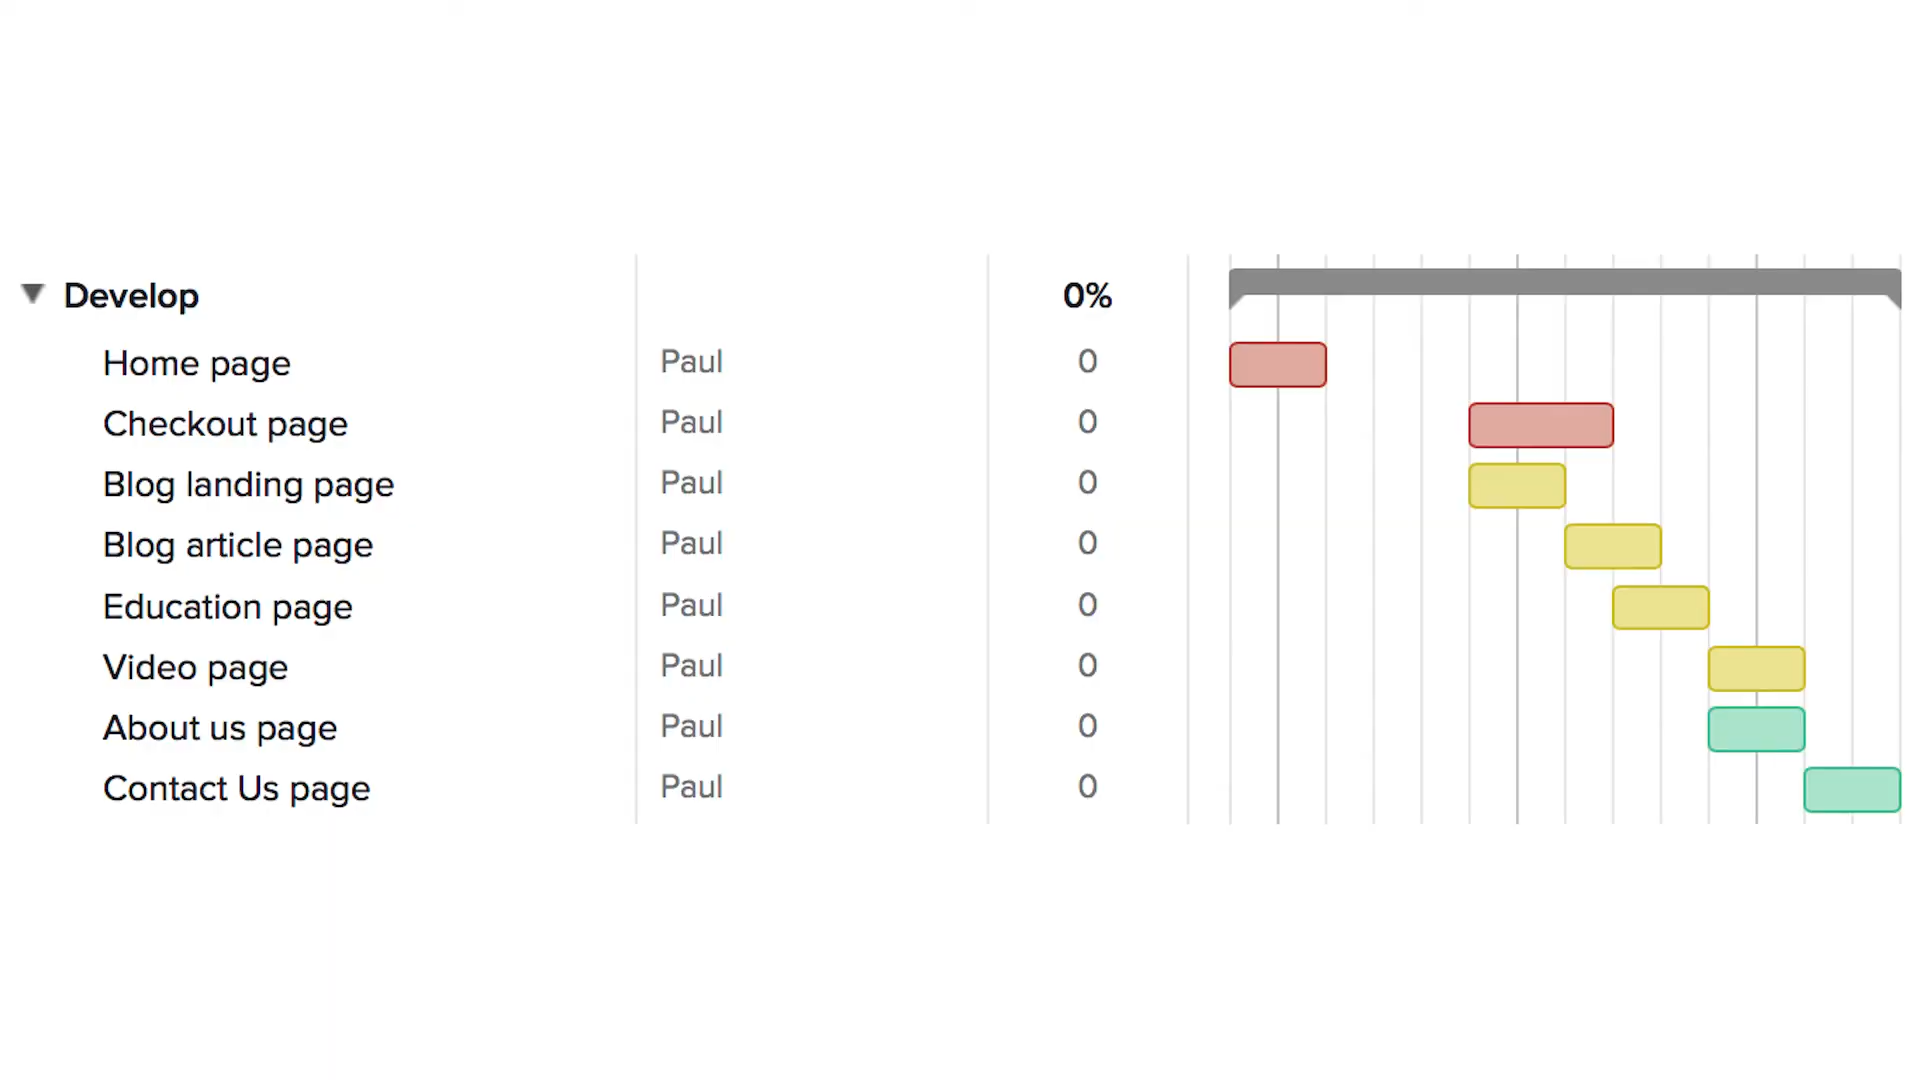 Develop 0%
Home page Paul 0
Checkout page Paul 0
Blog landing page Paul 0
Blog article page Paul 0
Education page Paul 0
Video page Paul 0
About us page Paul 0
Contact Us page Paul 0